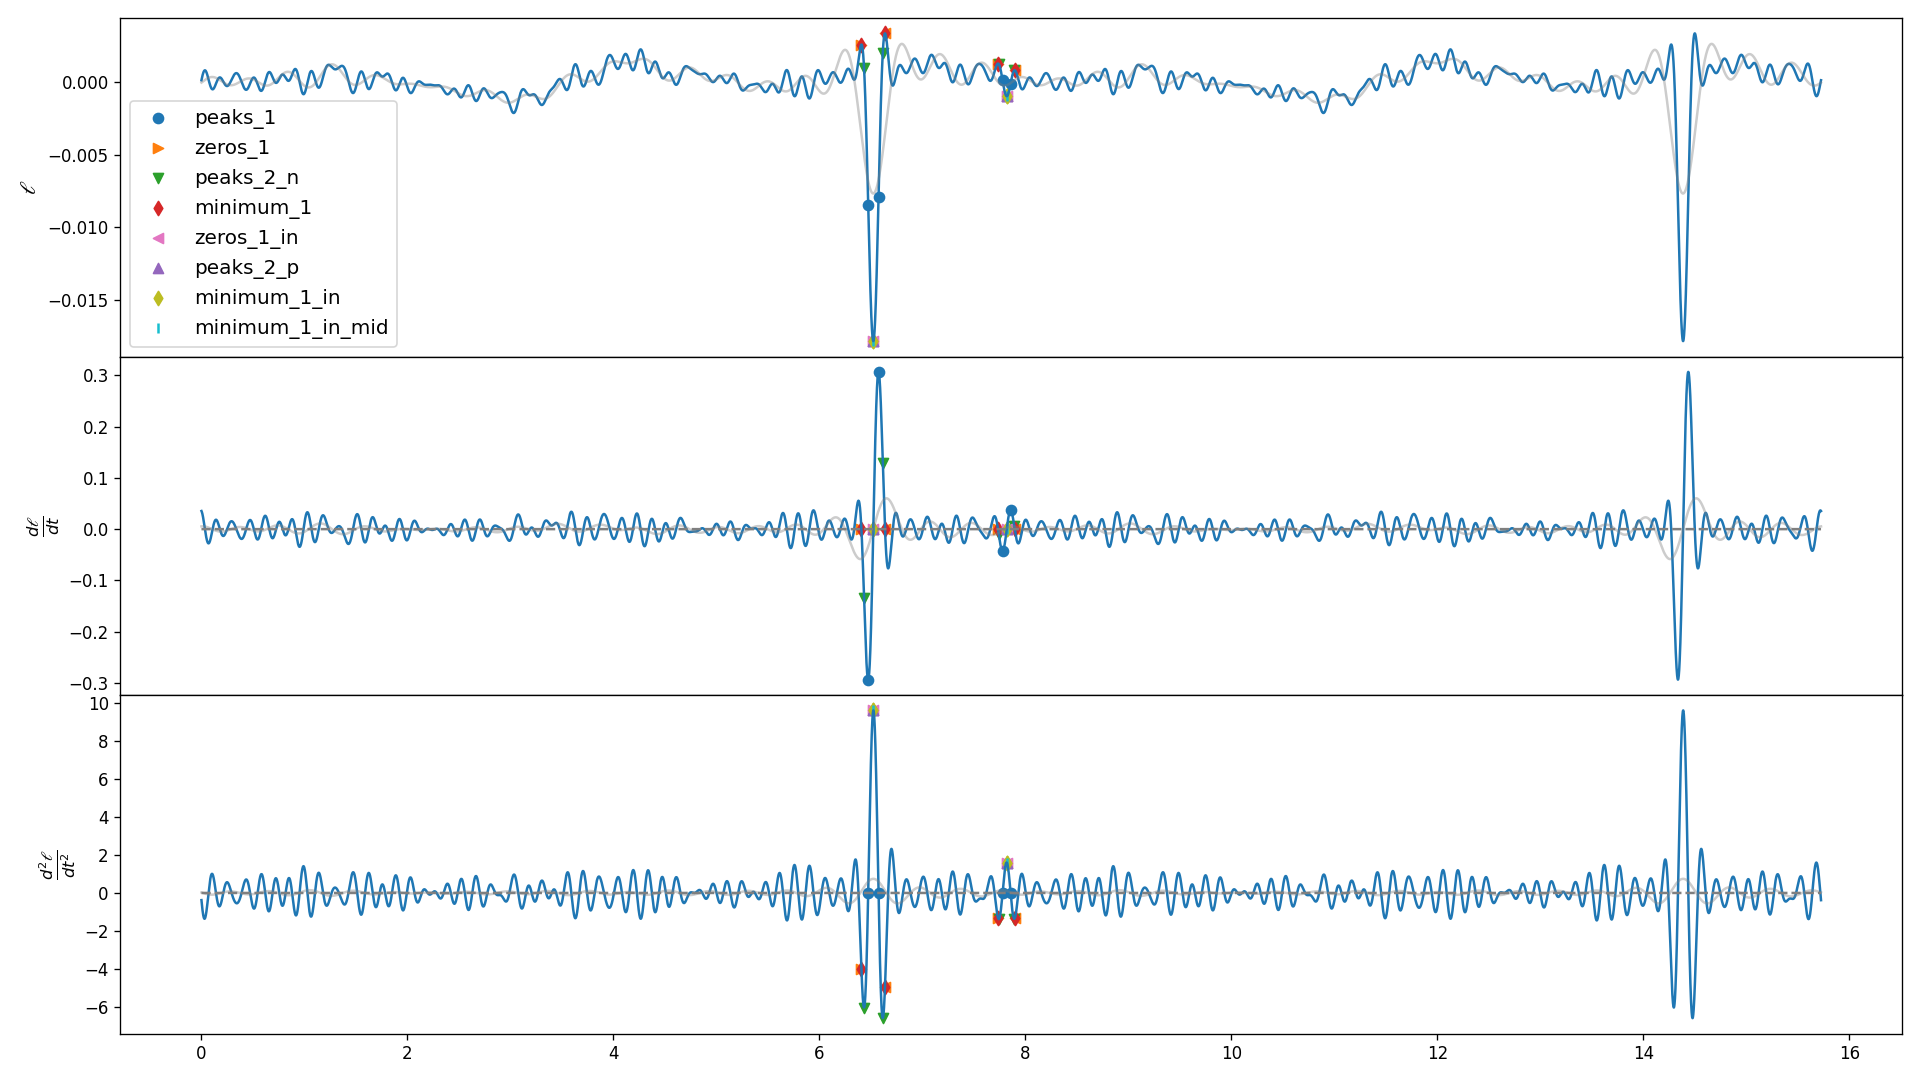 0.000
−0.005
−0.010
−0.015
ℓ
peaks_1
zeros_1
peaks_2_n
minimum_1
zeros_1_in
peaks_2_p
minimum_1_in
minimum_1_in_mid
0.3
0.2
0.1
0.0
−0.1
−0.2
−0.3
dℓ/dt
10
8
6
4
2
0
−2
−4
−6
d²ℓ/dt²
0 2 4 6 8 10 12 14 16